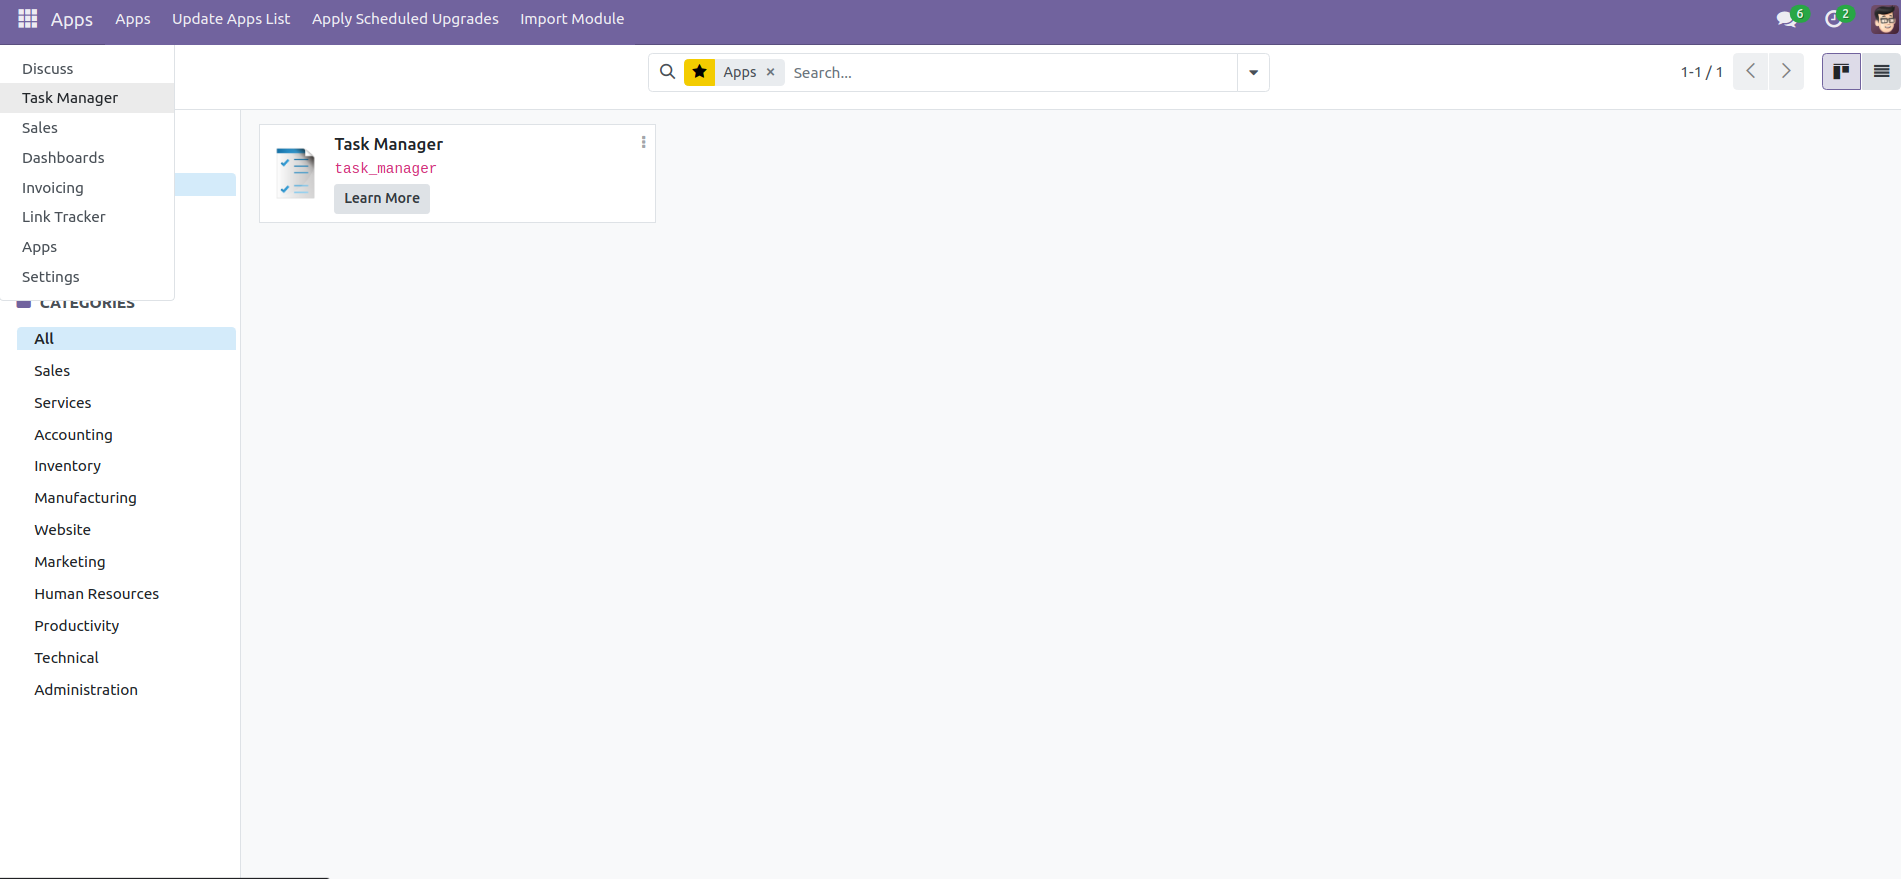 Apps Apps Update Apps List Apply Scheduled Upgrades Import Module 6 2
Discuss
Task Manager
Sales
Dashboards
Invoicing
Link Tracker
Apps
Settings
Apps × Search...
1-1 / 1
CATEGORIES
All
Sales
Services
Accounting
Inventory
Manufacturing
Website
Marketing
Human Resources
Productivity
Technical
Administration
Task Manager
task_manager
Learn More